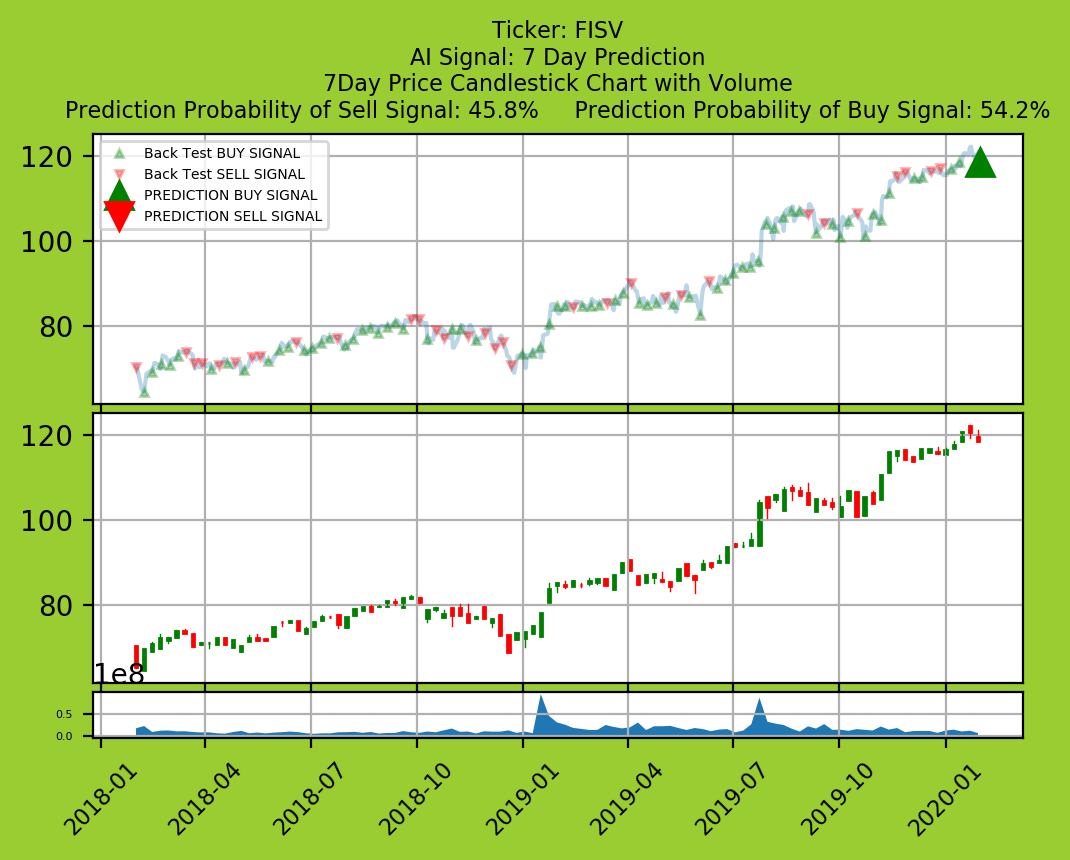 Ticker: FISV
AI Signal: 7 Day Prediction
7Day Price Candlestick Chart with Volume
Prediction Probability of Sell Signal: 45.8% Prediction Probability of Buy Signal: 54.2%
Back Test BUY SIGNAL
Back Test SELL SIGNAL
PREDICTION BUY SIGNAL
PREDICTION SELL SIGNAL
120
100
80
120
100
80
1e8
0.5
0.0
2018-01 2018-04 2018-07 2018-10 2019-01 2019-04 2019-07 2019-10 2020-01